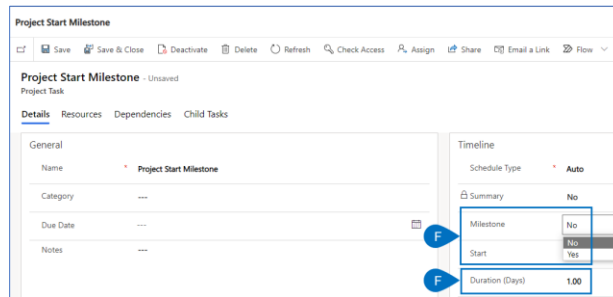 Project Start Milestone
Save Save & Close Deactivate Delete Refresh Check Access Assign Share Email a Link Flow
Project Start Milestone - Unsaved
Project Task
Details Resources Dependencies Child Tasks
General
Name * Project Start Milestone
Category ---
Due Date ---
Notes ---
Timeline
Schedule Type * Auto
Summary No
Milestone No
F
No
Start Yes
F Duration (Days) 1.00